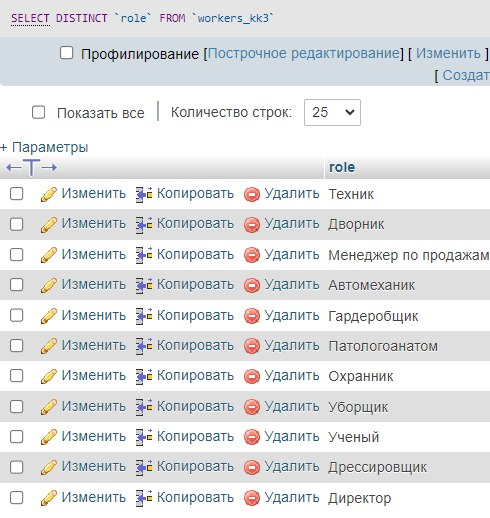 SELECT DISTINCT `role` FROM `workers_kk3`
Профилирование [Построчное редактирование] [ Изменить ]
[ Создат
Показать все Количество строк: 25
+ Параметры
←T→ role
Изменить Копировать Удалить Техник
Изменить Копировать Удалить Дворник
Изменить Копировать Удалить Менеджер по продажам
Изменить Копировать Удалить Автомеханик
Изменить Копировать Удалить Гардеробщик
Изменить Копировать Удалить Патологоанатом
Изменить Копировать Удалить Охранник
Изменить Копировать Удалить Уборщик
Изменить Копировать Удалить Ученый
Изменить Копировать Удалить Дрессировщик
Изменить Копировать Удалить Директор